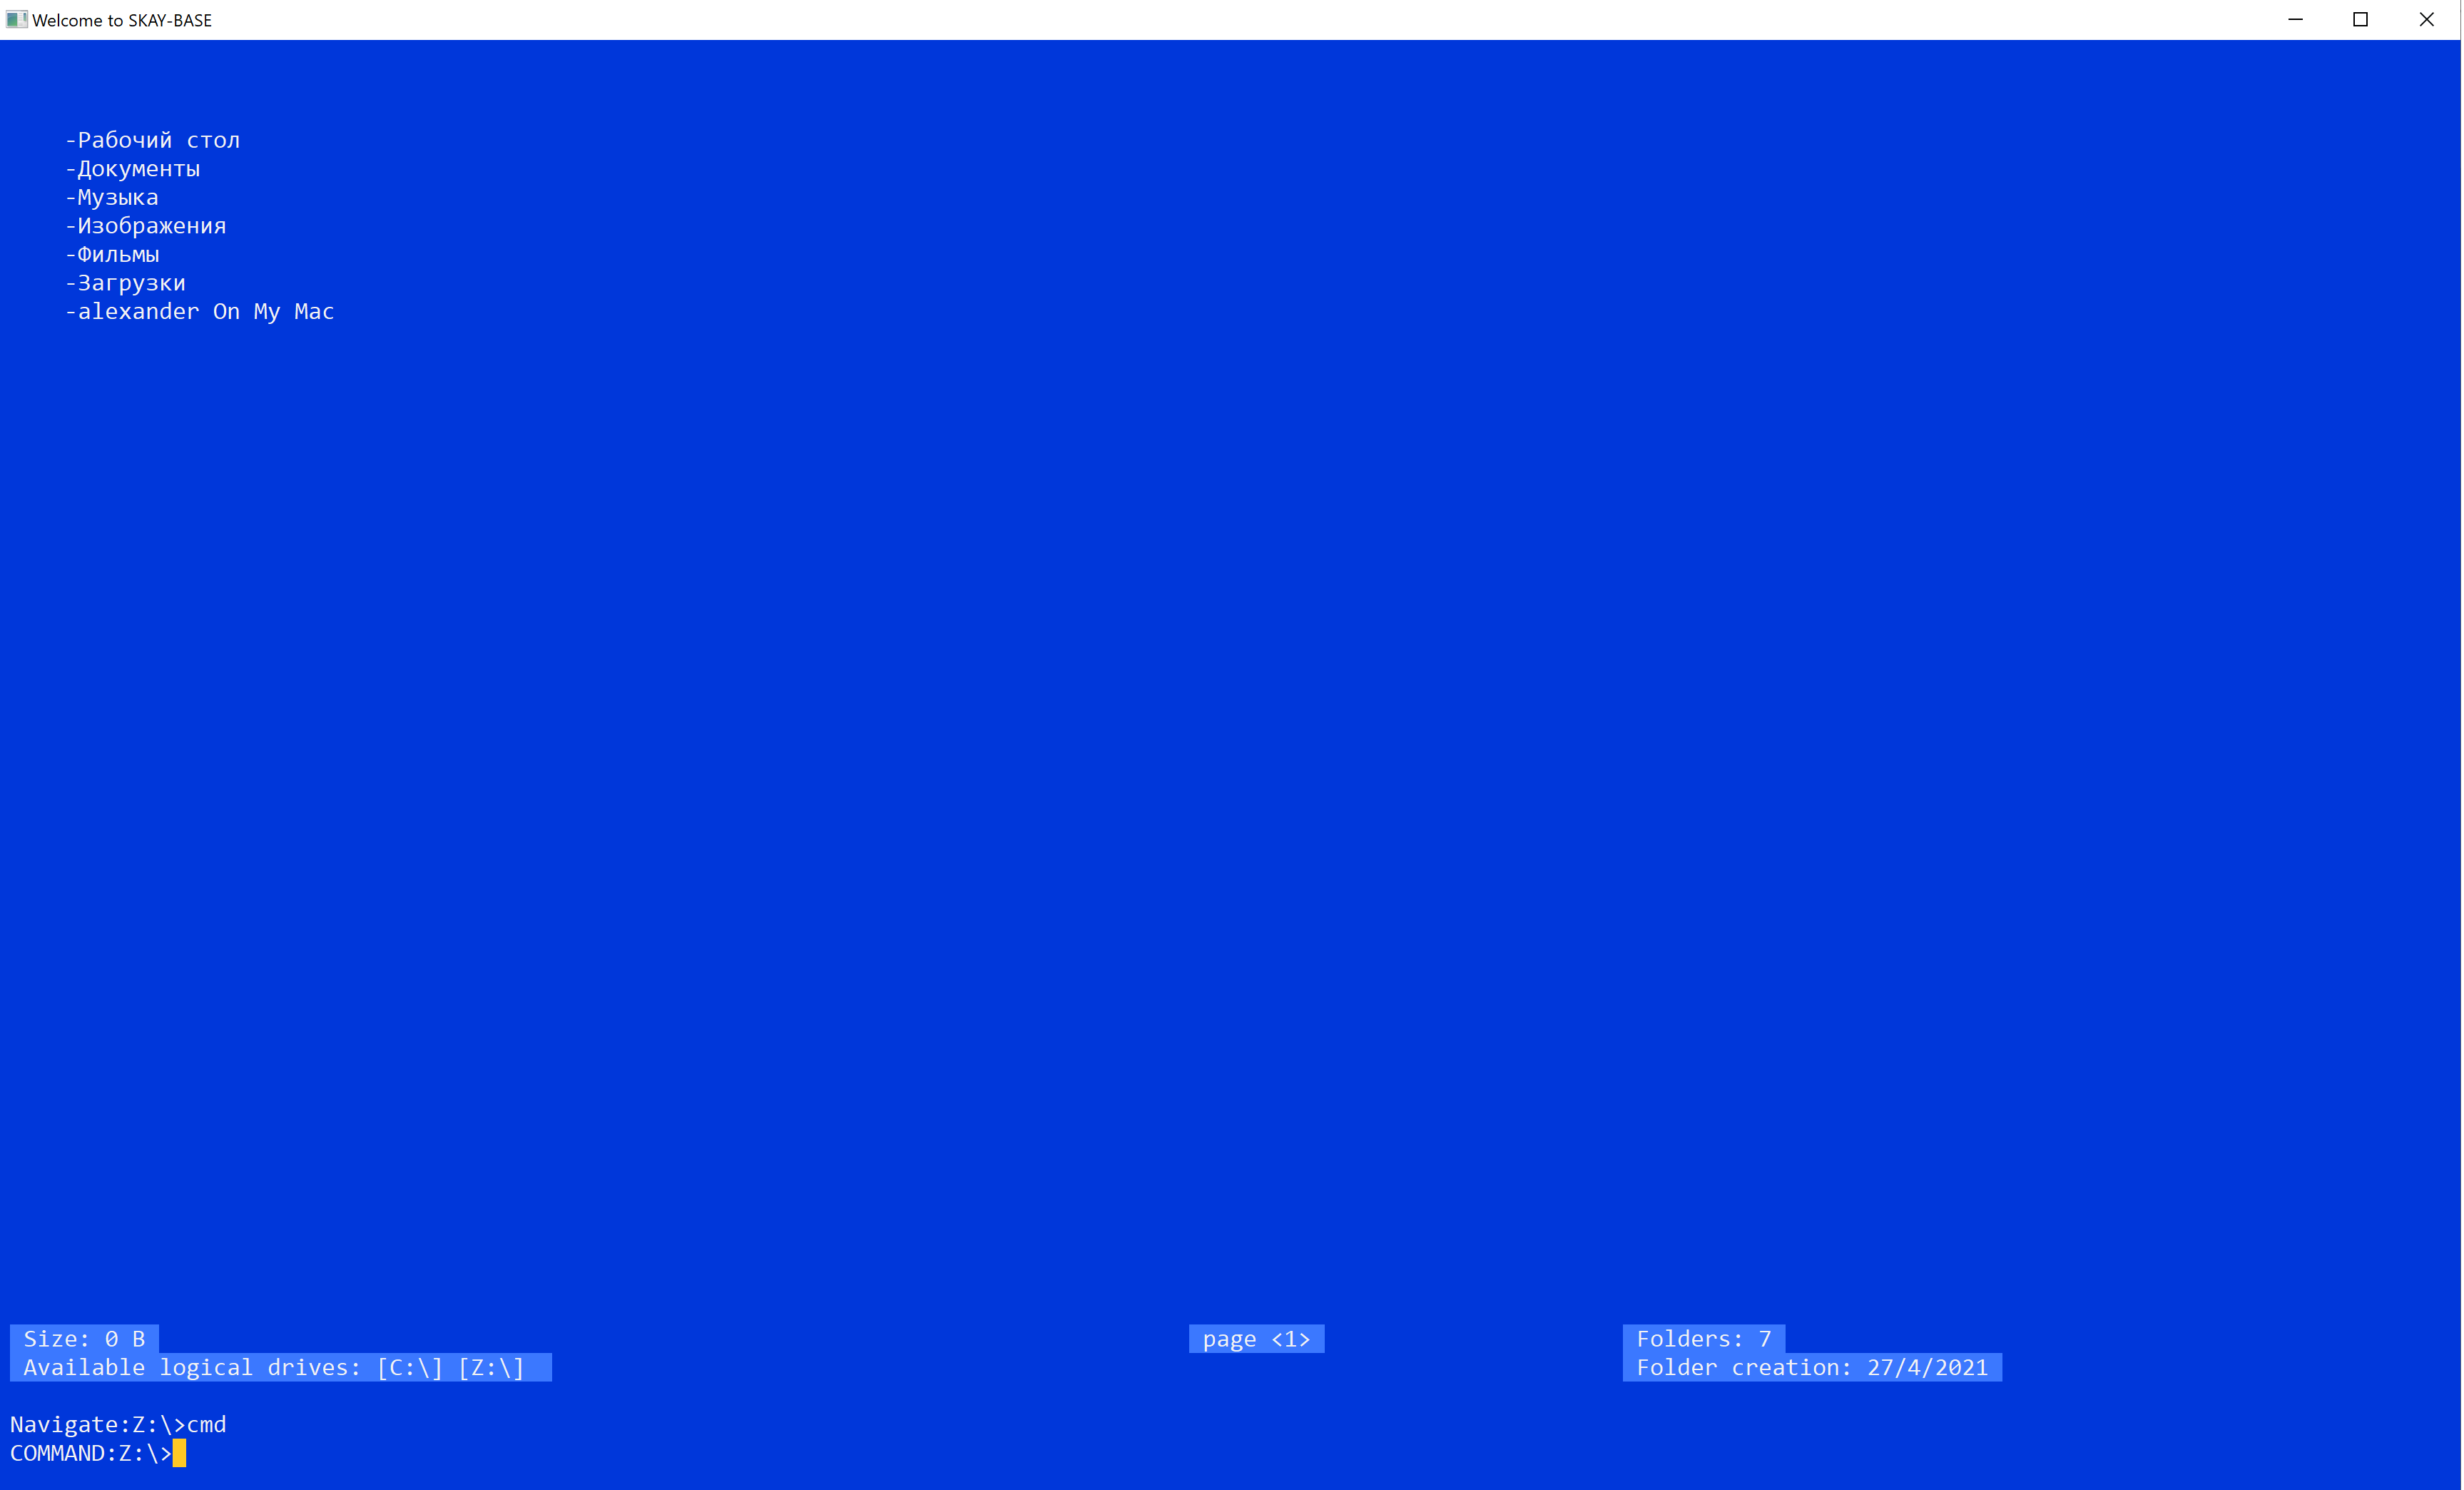 Welcome to SKAY-BASE
-Рабочий стол
-Документы
-Музыка
-Изображения
-Фильмы
-Загрузки
-alexander On My Mac
Size: 0 B page <1> Folders: 7
Available logical drives: [C:\] [Z:\] Folder creation: 27/4/2021
Navigate:Z:\>cmd
COMMAND:Z:\>